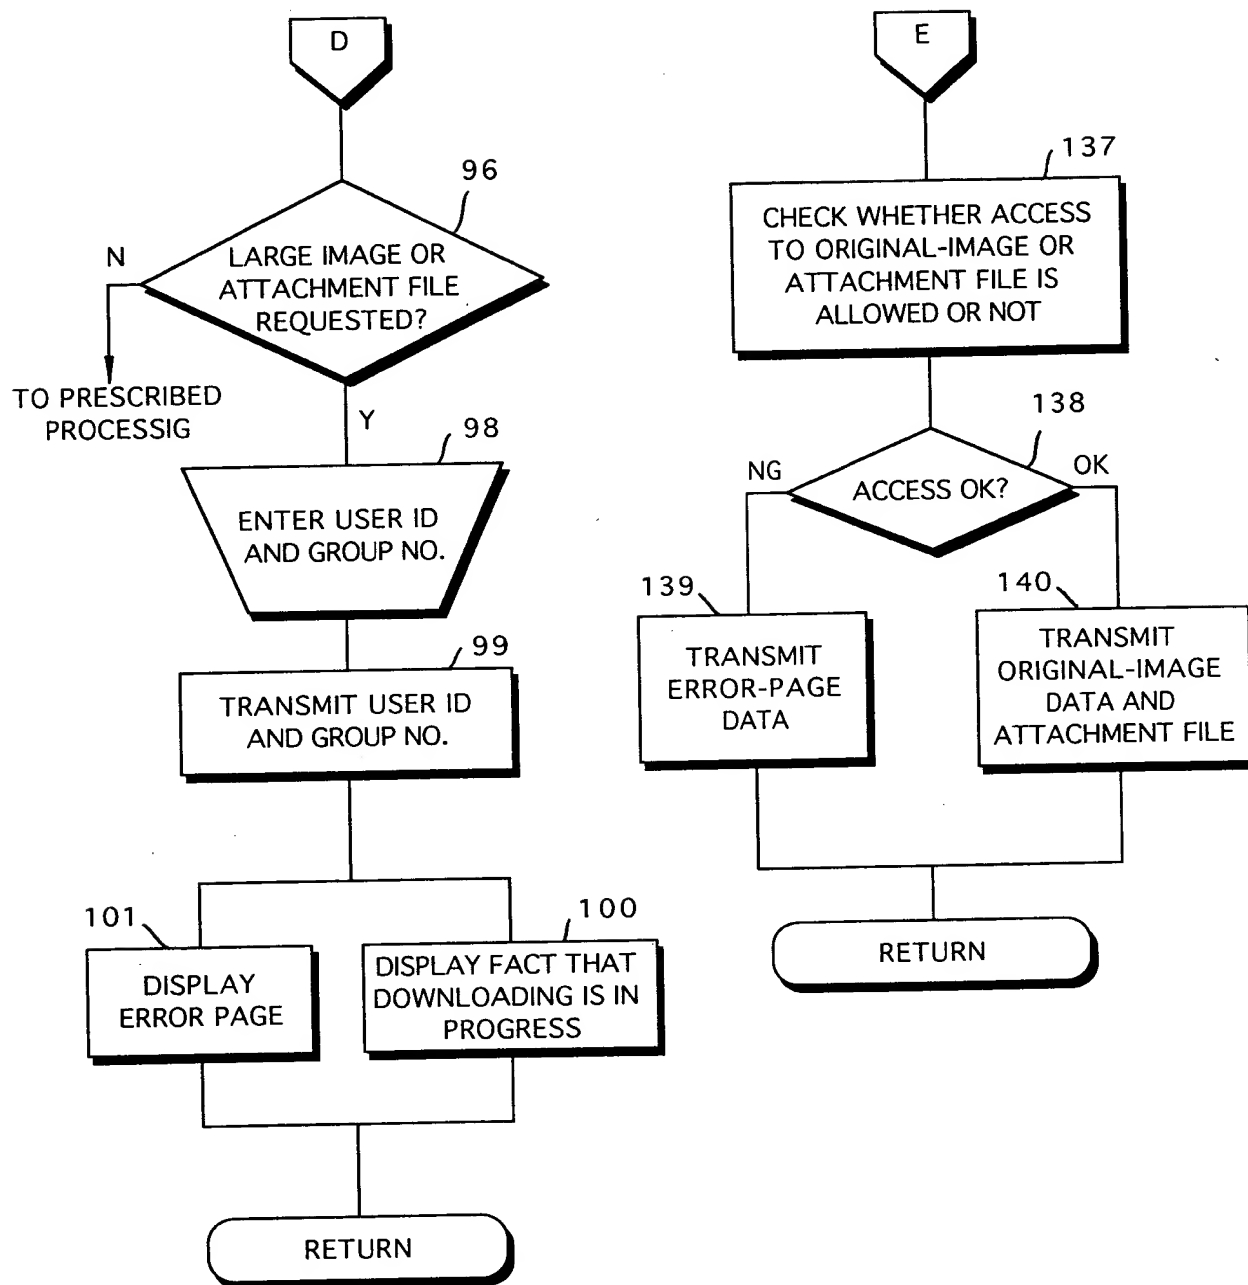 D
96
N
LARGE IMAGE OR
ATTACHMENT FILE
REQUESTED?
TO PRESCRIBED
PROCESSIG
Y
98
ENTER USER ID
AND GROUP NO.
99
TRANSMIT USER ID
AND GROUP NO.
101
DISPLAY
ERROR PAGE
100
DISPLAY FACT THAT
DOWNLOADING IS IN
PROGRESS
RETURN
E
137
CHECK WHETHER ACCESS
TO ORIGINAL-IMAGE OR
ATTACHMENT FILE IS
ALLOWED OR NOT
138
NG
ACCESS OK?
OK
139
TRANSMIT
ERROR-PAGE
DATA
140
TRANSMIT
ORIGINAL-IMAGE
DATA AND
ATTACHMENT FILE
RETURN